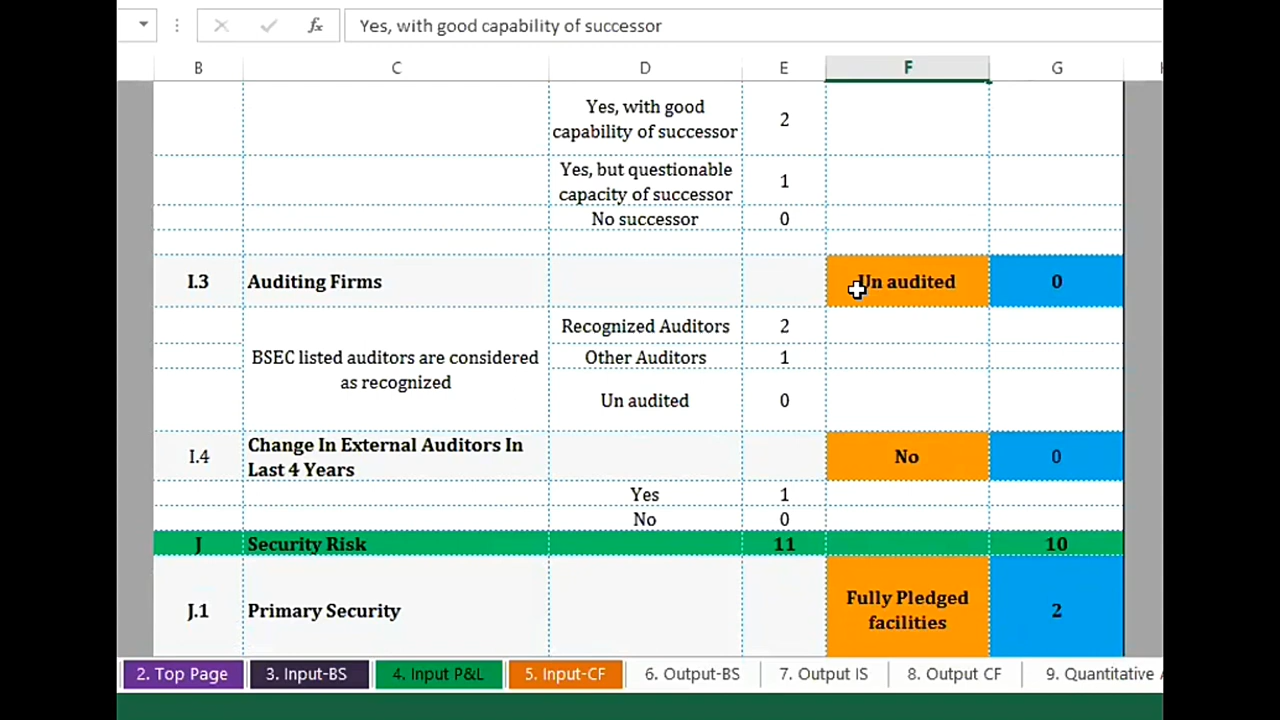 fx Yes, with good capability of successor
B C D E F G
Yes, with good
capability of successor 2
Yes, but questionable
capacity of successor 1
No successor 0
I.3 Auditing Firms Un audited 0
Recognized Auditors 2
BSEC listed auditors are considered
as recognized
Other Auditors 1
Un audited 0
I.4 Change In External Auditors In
Last 4 Years No 0
Yes 1
No 0
J Security Risk 11 10
J.1 Primary Security Fully Pledged
facilities 2
2. Top Page 3. Input-BS 4. Input P&L 5. Input-CF 6. Output-BS 7. Output IS 8. Output CF 9. Quantitative